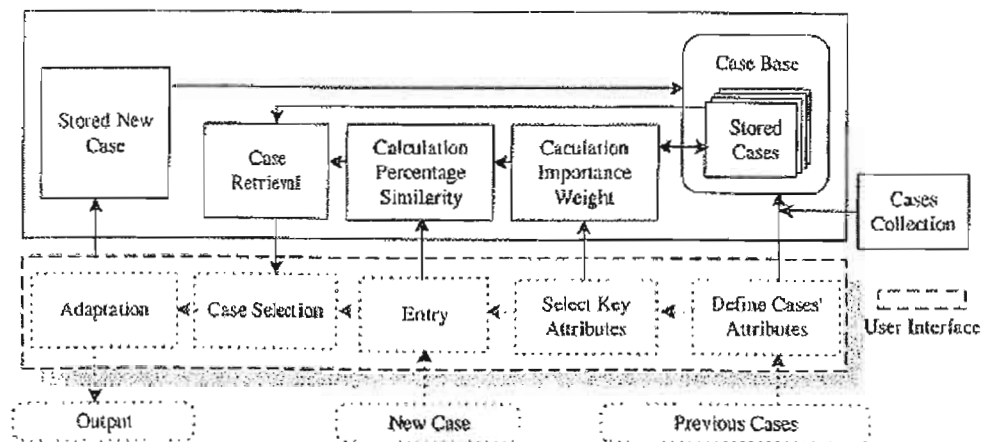 Case Base
Stored New
Case
Stored
Cases
Case
Retrieval
Calculation
Percentage
Similarity
Caculation
Importance
Weight
Cases
Collection
Adaptation
Case Selection
Entry
Select Key
Attributes
Define Cases'
Attributes
User Interface
Output
New Case
Previous Cases